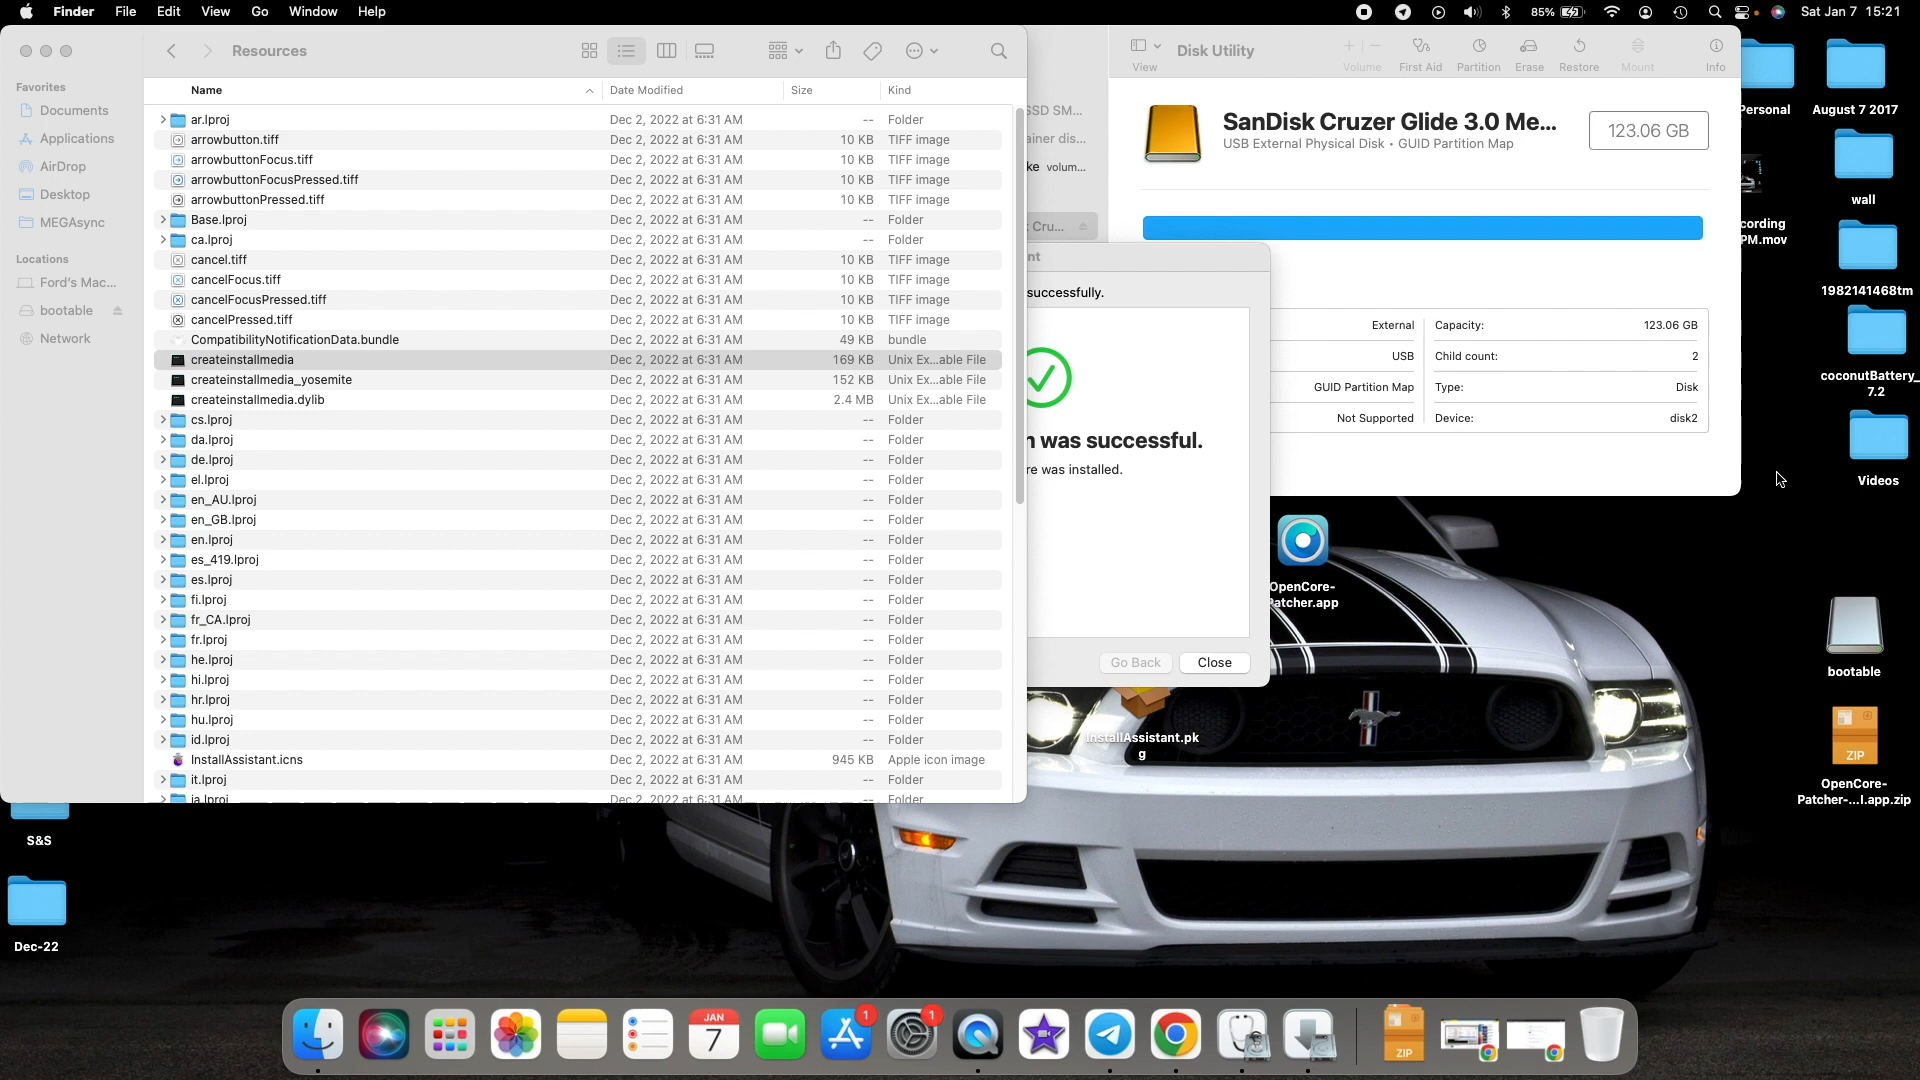 Finder File Edit View Go Window Help
85% Sat Jan 7 15:21
Resources
Favorites
Documents
Applications
AirDrop
Desktop
MEGAsync
Locations
Ford's Mac...
bootable
Network
Name Date Modified Size Kind
ar.lproj Dec 2, 2022 at 6:31 AM -- Folder
arrowbutton.tiff Dec 2, 2022 at 6:31 AM 10 KB TIFF image
arrowbuttonFocus.tiff Dec 2, 2022 at 6:31 AM 10 KB TIFF image
arrowbuttonFocusPressed.tiff Dec 2, 2022 at 6:31 AM 10 KB TIFF image
arrowbuttonPressed.tiff Dec 2, 2022 at 6:31 AM 10 KB TIFF image
Base.lproj Dec 2, 2022 at 6:31 AM -- Folder
ca.lproj Dec 2, 2022 at 6:31 AM -- Folder
cancel.tiff Dec 2, 2022 at 6:31 AM 10 KB TIFF image
cancelFocus.tiff Dec 2, 2022 at 6:31 AM 10 KB TIFF image
cancelFocusPressed.tiff Dec 2, 2022 at 6:31 AM 10 KB TIFF image
cancelPressed.tiff Dec 2, 2022 at 6:31 AM 10 KB TIFF image
CompatibilityNotificationData.bundle Dec 2, 2022 at 6:31 AM 49 KB bundle
createinstallmedia Dec 2, 2022 at 6:31 AM 169 KB Unix Ex...able File
createinstallmedia_yosemite Dec 2, 2022 at 6:31 AM 152 KB Unix Ex...able File
createinstallmedia.dylib Dec 2, 2022 at 6:31 AM 2.4 MB Unix Ex...able File
cs.lproj Dec 2, 2022 at 6:31 AM -- Folder
da.lproj Dec 2, 2022 at 6:31 AM -- Folder
de.lproj Dec 2, 2022 at 6:31 AM -- Folder
el.lproj Dec 2, 2022 at 6:31 AM -- Folder
en_AU.lproj Dec 2, 2022 at 6:31 AM -- Folder
en_GB.lproj Dec 2, 2022 at 6:31 AM -- Folder
en.lproj Dec 2, 2022 at 6:31 AM -- Folder
es_419.lproj Dec 2, 2022 at 6:31 AM -- Folder
es.lproj Dec 2, 2022 at 6:31 AM -- Folder
fi.lproj Dec 2, 2022 at 6:31 AM -- Folder
fr_CA.lproj Dec 2, 2022 at 6:31 AM -- Folder
fr.lproj Dec 2, 2022 at 6:31 AM -- Folder
he.lproj Dec 2, 2022 at 6:31 AM -- Folder
hi.lproj Dec 2, 2022 at 6:31 AM -- Folder
hr.lproj Dec 2, 2022 at 6:31 AM -- Folder
hu.lproj Dec 2, 2022 at 6:31 AM -- Folder
id.lproj Dec 2, 2022 at 6:31 AM -- Folder
InstallAssistant.icns Dec 2, 2022 at 6:31 AM 945 KB Apple icon image
it.lproj Dec 2, 2022 at 6:31 AM -- Folder
ja.lproj Dec 2, 2022 at 6:31 AM -- Folder
Disk Utility
View Volume First Aid Partition Erase Restore Mount Info
SSD SM...
ainer dis...
ke volum...
Cru...
SanDisk Cruzer Glide 3.0 Me...
USB External Physical Disk • GUID Partition Map
123.06 GB
External Capacity: 123.06 GB
USB Child count: 2
GUID Partition Map Type: Disk
Not Supported Device: disk2
nt
successfully.
n was successful.
re was installed.
Go Back Close
OpenCore-
Patcher.app
InstallAssistant.pk
g
Personal
August 7 2017
wall
cording
PM.mov
1982141468tm
coconutBattery_
7.2
Videos
bootable
ZIP
OpenCore-
Patcher-...l.app.zip
S&S
Dec-22
JAN
7
1
1
ZIP